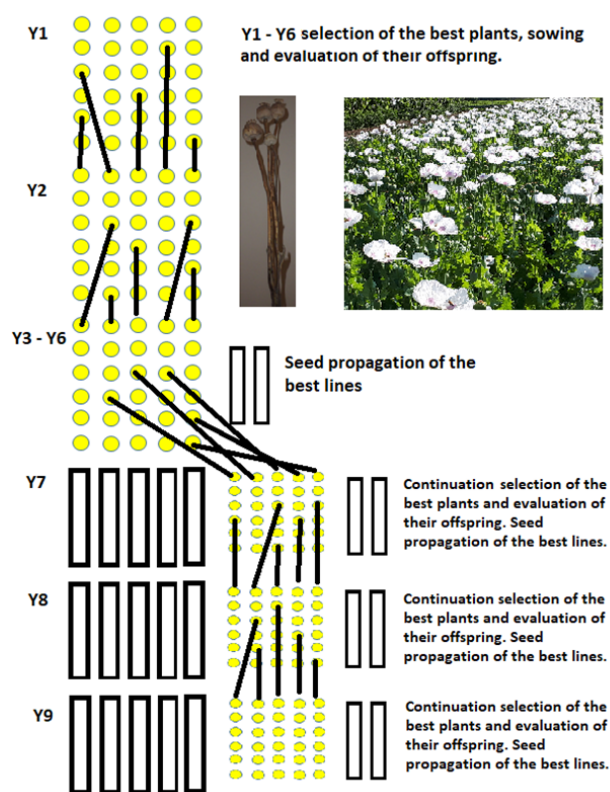 Y1
Y1 - Y6 selection of the best plants, sowing
and evaluation of their offspring.
Y2
Y3 - Y6
Seed propagation of the
best lines
Y7
Continuation selection of the
best plants and evaluation of
their offspring. Seed
propagation of the best lines.
Y8
Continuation selection of the
best plants and evaluation of
their offspring. Seed
propagation of the best lines.
Y9
Continuation selection of the
best plants and evaluation of
their offspring. Seed
propagation of the best lines.